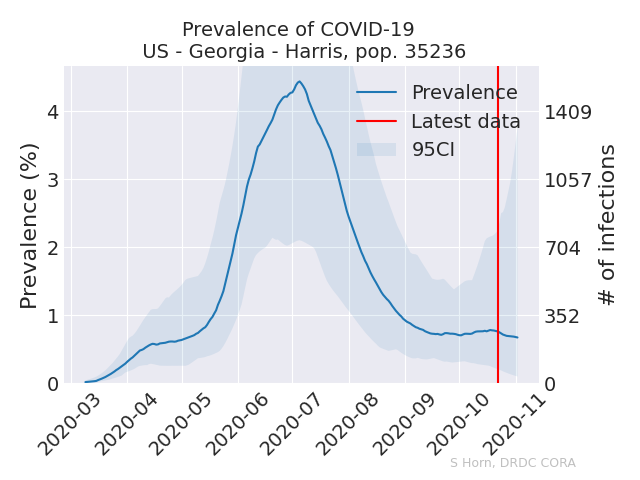 Prevalence of COVID-19
US - Georgia - Harris, pop. 35236
Prevalence (%)
4
3
2
1
0
Prevalence
Latest data
95CI
1409
1057
704
352
0
# of infections
2020-03
2020-04
2020-05
2020-06
2020-07
2020-08
2020-09
2020-10
2020-11
S Horn, DRDC CORA